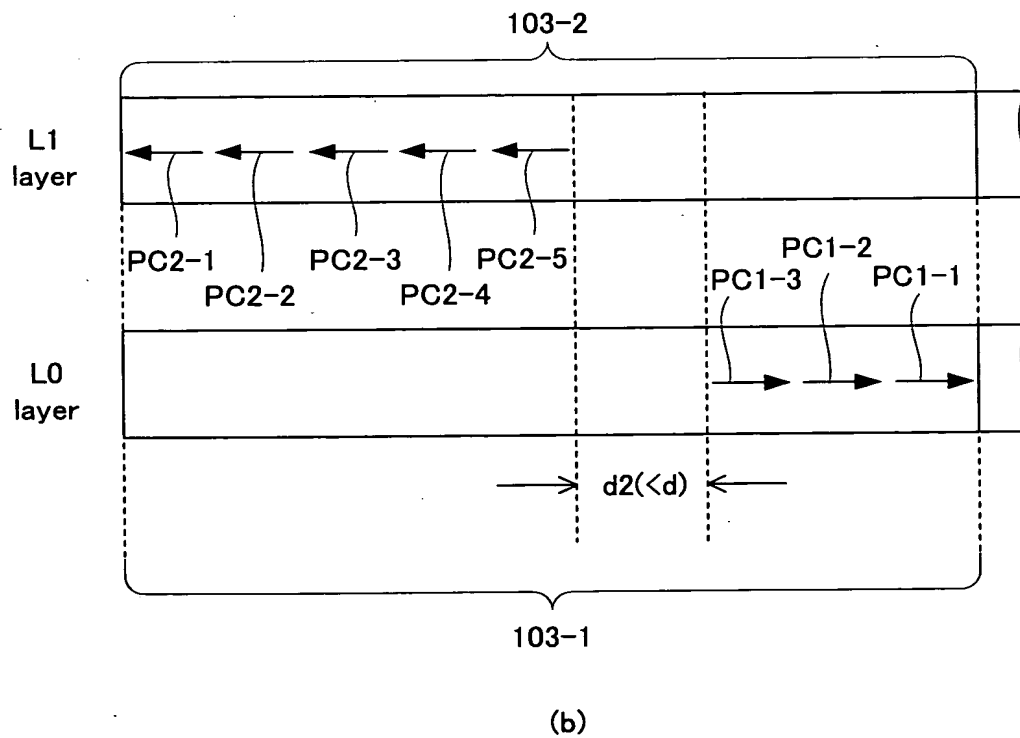 103-2
L1
layer
PC2-1
PC2-2
PC2-3
PC2-4
PC2-5
PC1-3
PC1-2
PC1-1
L0
layer
d2(<d)
103-1
(b)